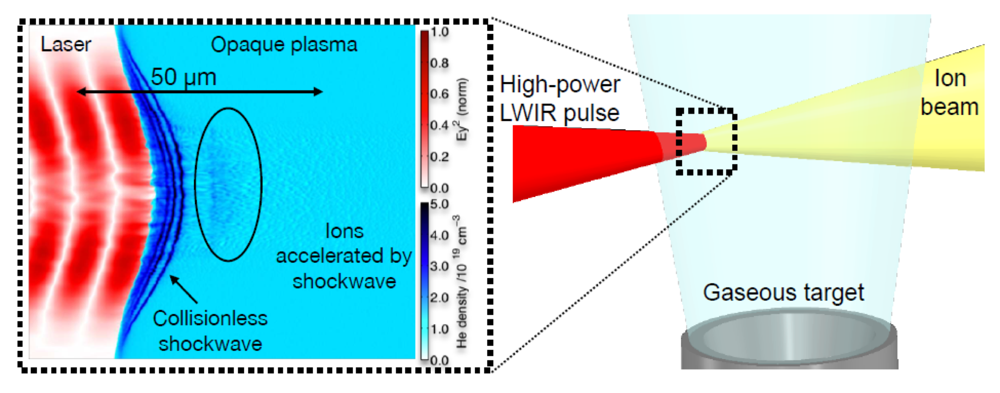 Laser
Opaque plasma
50 μm
Ions
accelerated by
shockwave
Collisionless
shockwave
1.0
0.8
0.6
0.4
0.2
0.0
Ey² (norm)
5.0
4.0
3.0
2.0
1.0
0.0
He density /10¹⁹cm⁻³
High-power
LWIR pulse
Ion
beam
Gaseous target